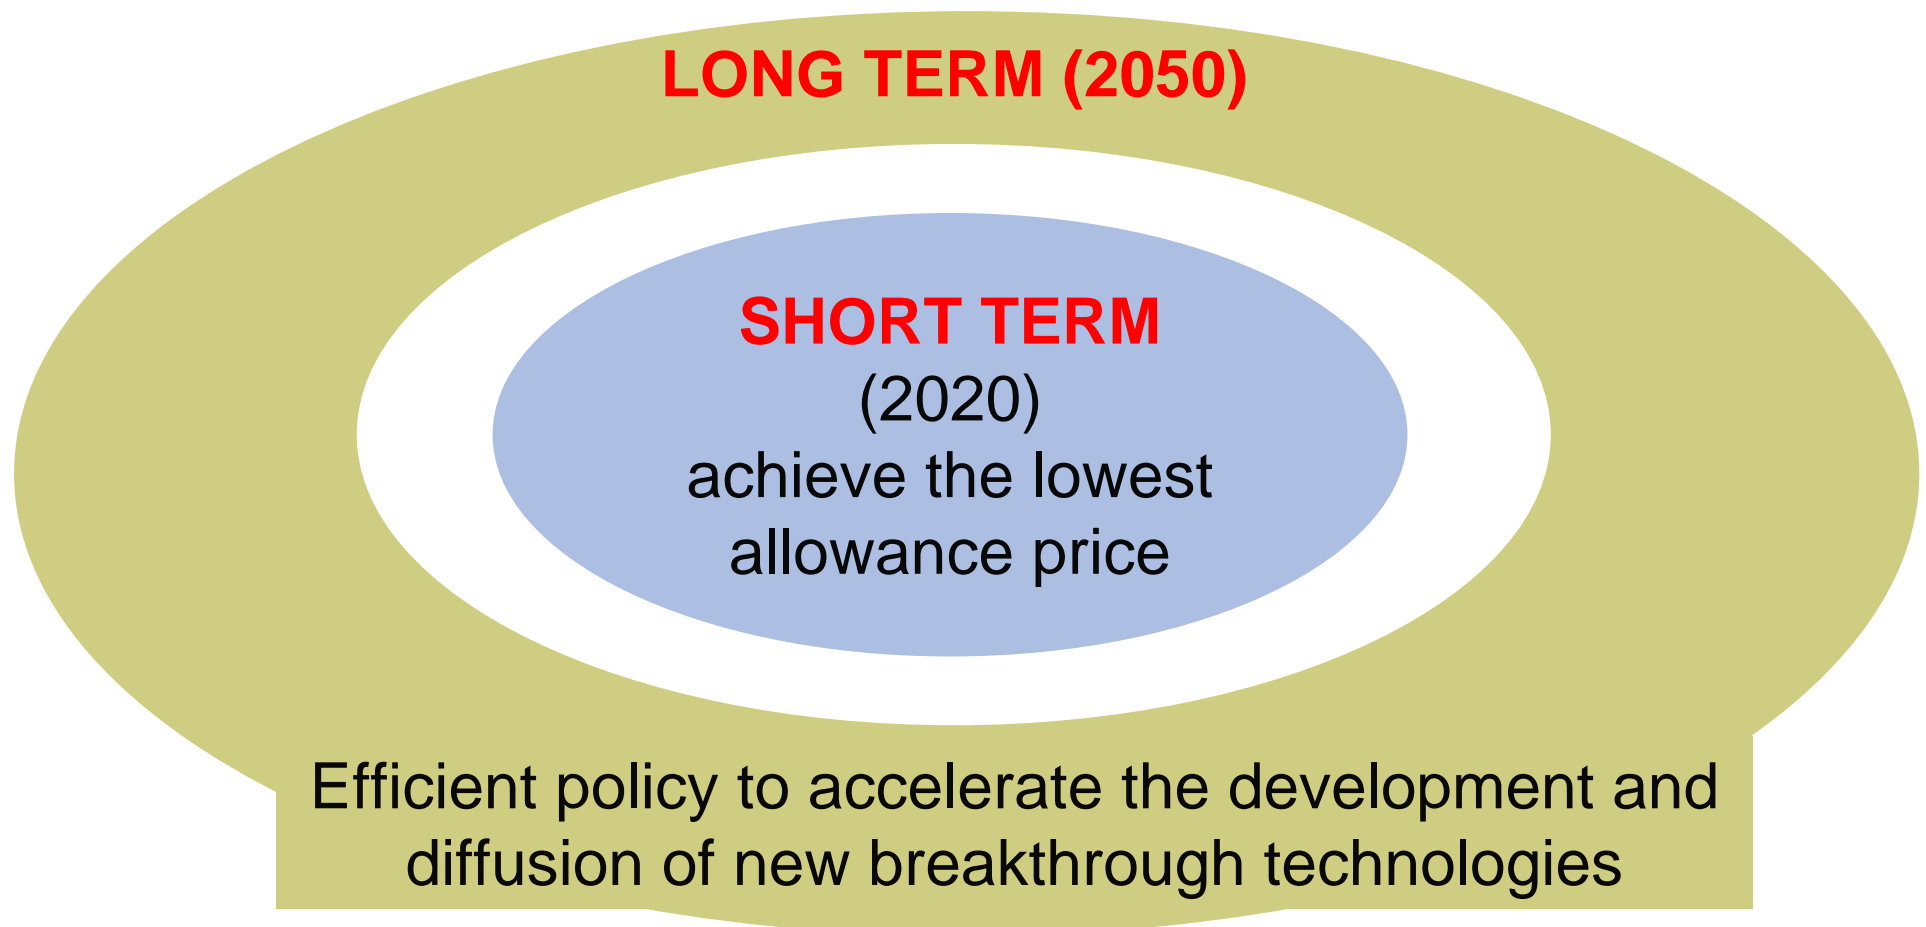 LONG TERM (2050)
SHORT TERM
(2020)
achieve the lowest
allowance price
Efficient policy to accelerate the development and
diffusion of new breakthrough technologies